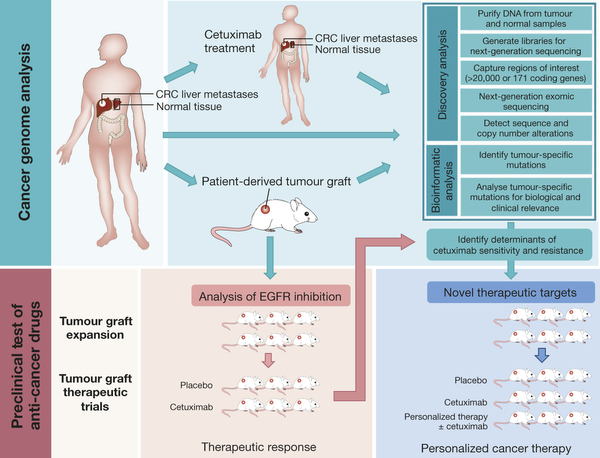 Cancer genome analysis
Cetuximab
treatment
CRC liver metastases
Normal tissue
CRC liver metastases
Normal tissue
Patient-derived tumour graft
Discovery analysis
Purify DNA from tumour
and normal samples
Generate libraries for
next-generation sequencing
Capture regions of interest
(>20,000 or 171 coding genes)
Next-generation exomic
sequencing
Detect sequence and
copy number alterations
Bioinformatic
analysis
Identify tumour-specific
mutations
Analyse tumour-specific
mutations for biological and
clinical relevance
Identify determinants of
cetuximab sensitivity and resistance
Preclinical test of
anti-cancer drugs
Tumour graft
expansion
Tumour graft
therapeutic
trials
Analysis of EGFR inhibition
Placebo
Cetuximab
Therapeutic response
Novel therapeutic targets
Placebo
Cetuximab
Personalized therapy
± cetuximab
Personalized cancer therapy